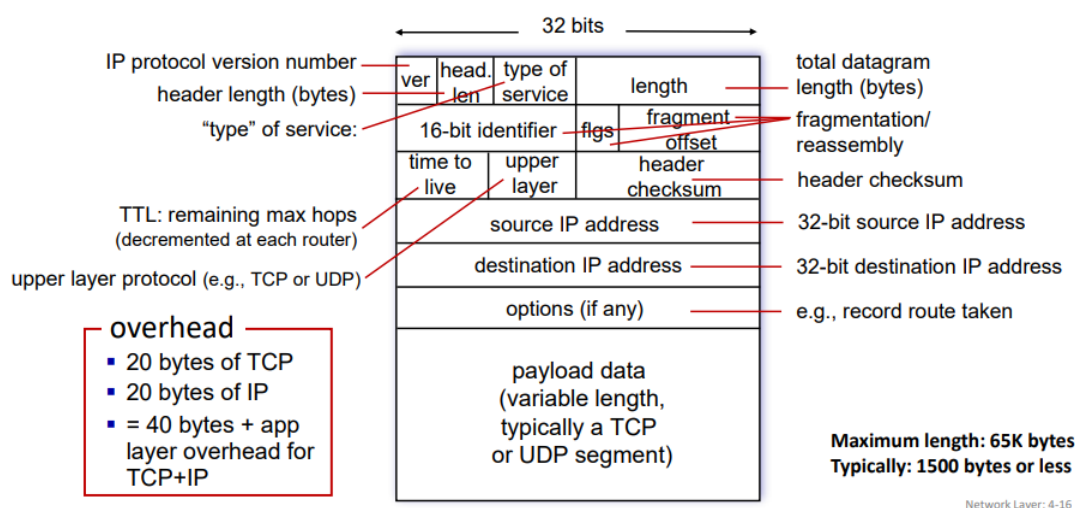 32 bits
IP protocol version number
header length (bytes)
“type” of service:
ver
head.
len
type of
service
length
total datagram
length (bytes)
16-bit identifier
flgs
fragment
offset
fragmentation/
reassembly
time to
live
upper
layer
header
checksum
header checksum
TTL: remaining max hops
(decremented at each router)
source IP address
32-bit source IP address
upper layer protocol (e.g., TCP or UDP)
destination IP address
32-bit destination IP address
options (if any)
e.g., record route taken
overhead
▪ 20 bytes of TCP
▪ 20 bytes of IP
▪ = 40 bytes + app
layer overhead for
TCP+IP
payload data
(variable length,
typically a TCP
or UDP segment)
Maximum length: 65K bytes
Typically: 1500 bytes or less
Network Layer: 4-16